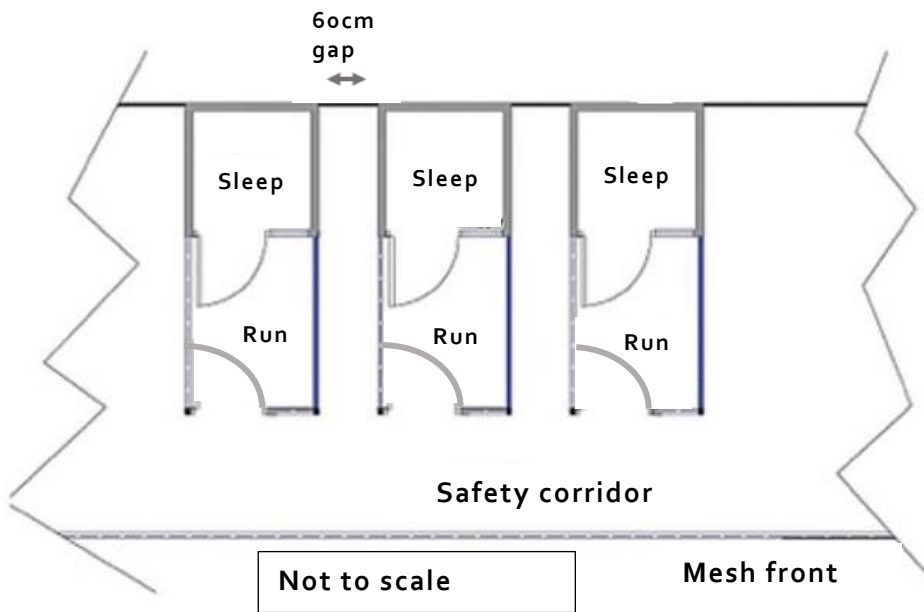 60cm
gap
Sleep
Sleep
Sleep
Run
Run
Run
Safety corridor
Mesh front
Not to scale